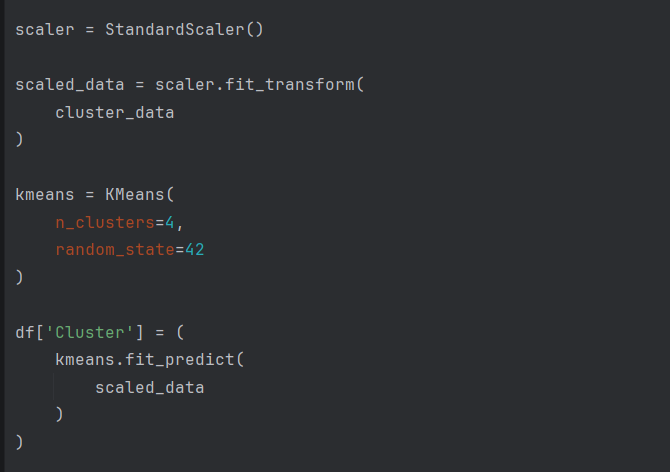 scaler = StandardScaler()

scaled_data = scaler.fit_transform(
    cluster_data
)

kmeans = KMeans(
    n_clusters=4,
    random_state=42
)

df['Cluster'] = (
    kmeans.fit_predict(
        scaled_data
    )
)